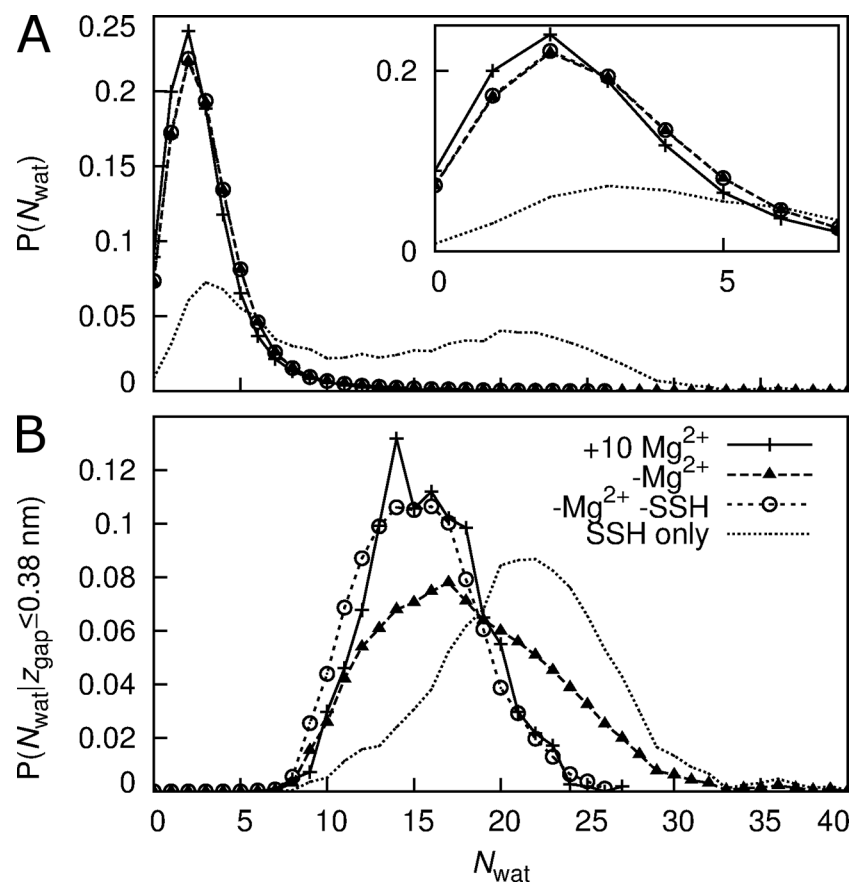 A
P(Nwat)
0.25
0.2
0.15
0.1
0.05
0
0.2
0
0
5
B
P(Nwat|zgap≤0.38 nm)
0.12
0.1
0.08
0.06
0.04
0.02
0
+10 Mg2+
-Mg2+
-Mg2+ -SSH
SSH only
0 5 10 15 20 25 30 35 40
Nwat